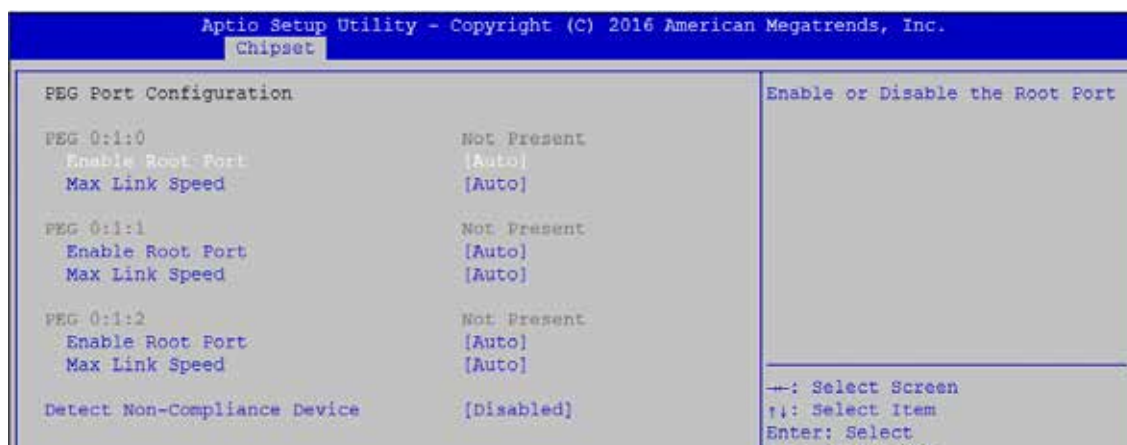 Aptio Setup Utility - Copyright (C) 2016 American Megatrends, Inc.
Chipset
PEG Port Configuration
PEG 0:1:0 Not Present
Enable Root Port [Auto]
Max Link Speed [Auto]
PEG 0:1:1 Not Present
Enable Root Port [Auto]
Max Link Speed [Auto]
PEG 0:1:2 Not Present
Enable Root Port [Auto]
Max Link Speed [Auto]
Detect Non-Compliance Device [Disabled]
Enable or Disable the Root Port
→←: Select Screen
↑↓: Select Item
Enter: Select